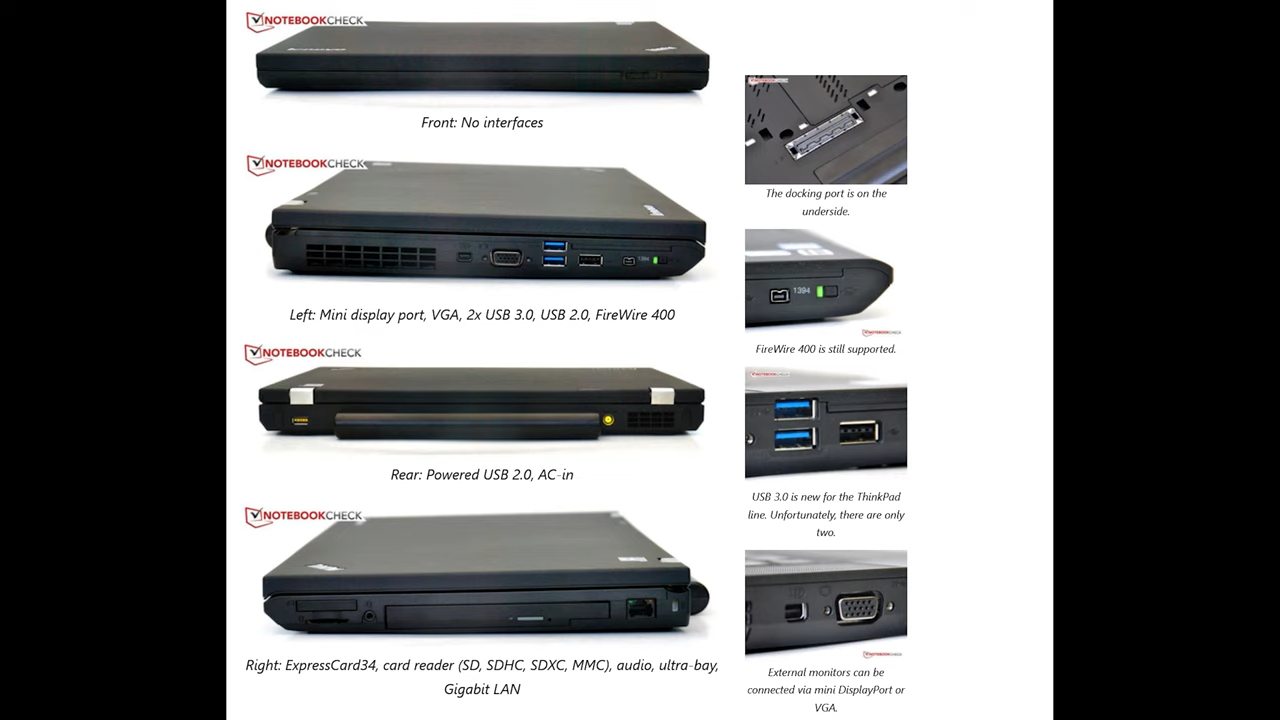 NOTEBOOKCHECK
Front: No interfaces
NOTEBOOKCHECK
Left: Mini display port, VGA, 2x USB 3.0, USB 2.0, FireWire 400
NOTEBOOKCHECK
Rear: Powered USB 2.0, AC-in
NOTEBOOKCHECK
Right: ExpressCard34, card reader (SD, SDHC, SDXC, MMC), audio, ultra-bay,
Gigabit LAN
NOTEBOOKCHECK
The docking port is on the
underside.
1394
NOTEBOOKCHECK
FireWire 400 is still supported.
NOTEBOOKCHECK
USB 3.0 is new for the ThinkPad
line. Unfortunately, there are only
two.
NOTEBOOKCHECK
External monitors can be
connected via mini DisplayPort or
VGA.